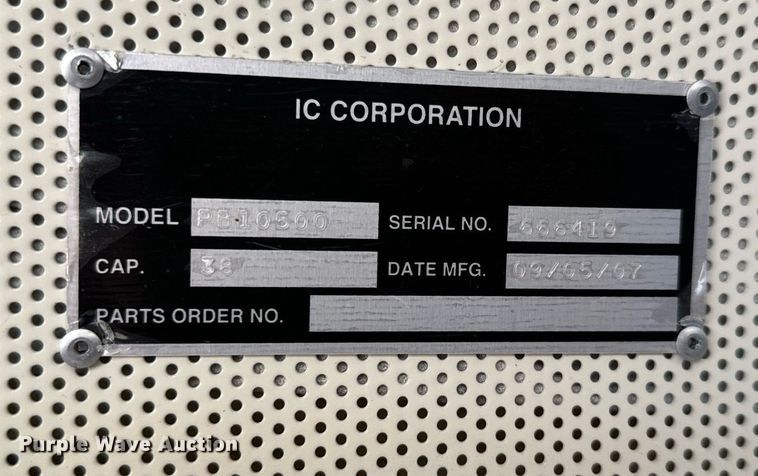 IC CORPORATION
MODEL PB10500 SERIAL NO. 666419
CAP. 38 DATE MFG. 09/05/07
PARTS ORDER NO.
Purple Wave Auction